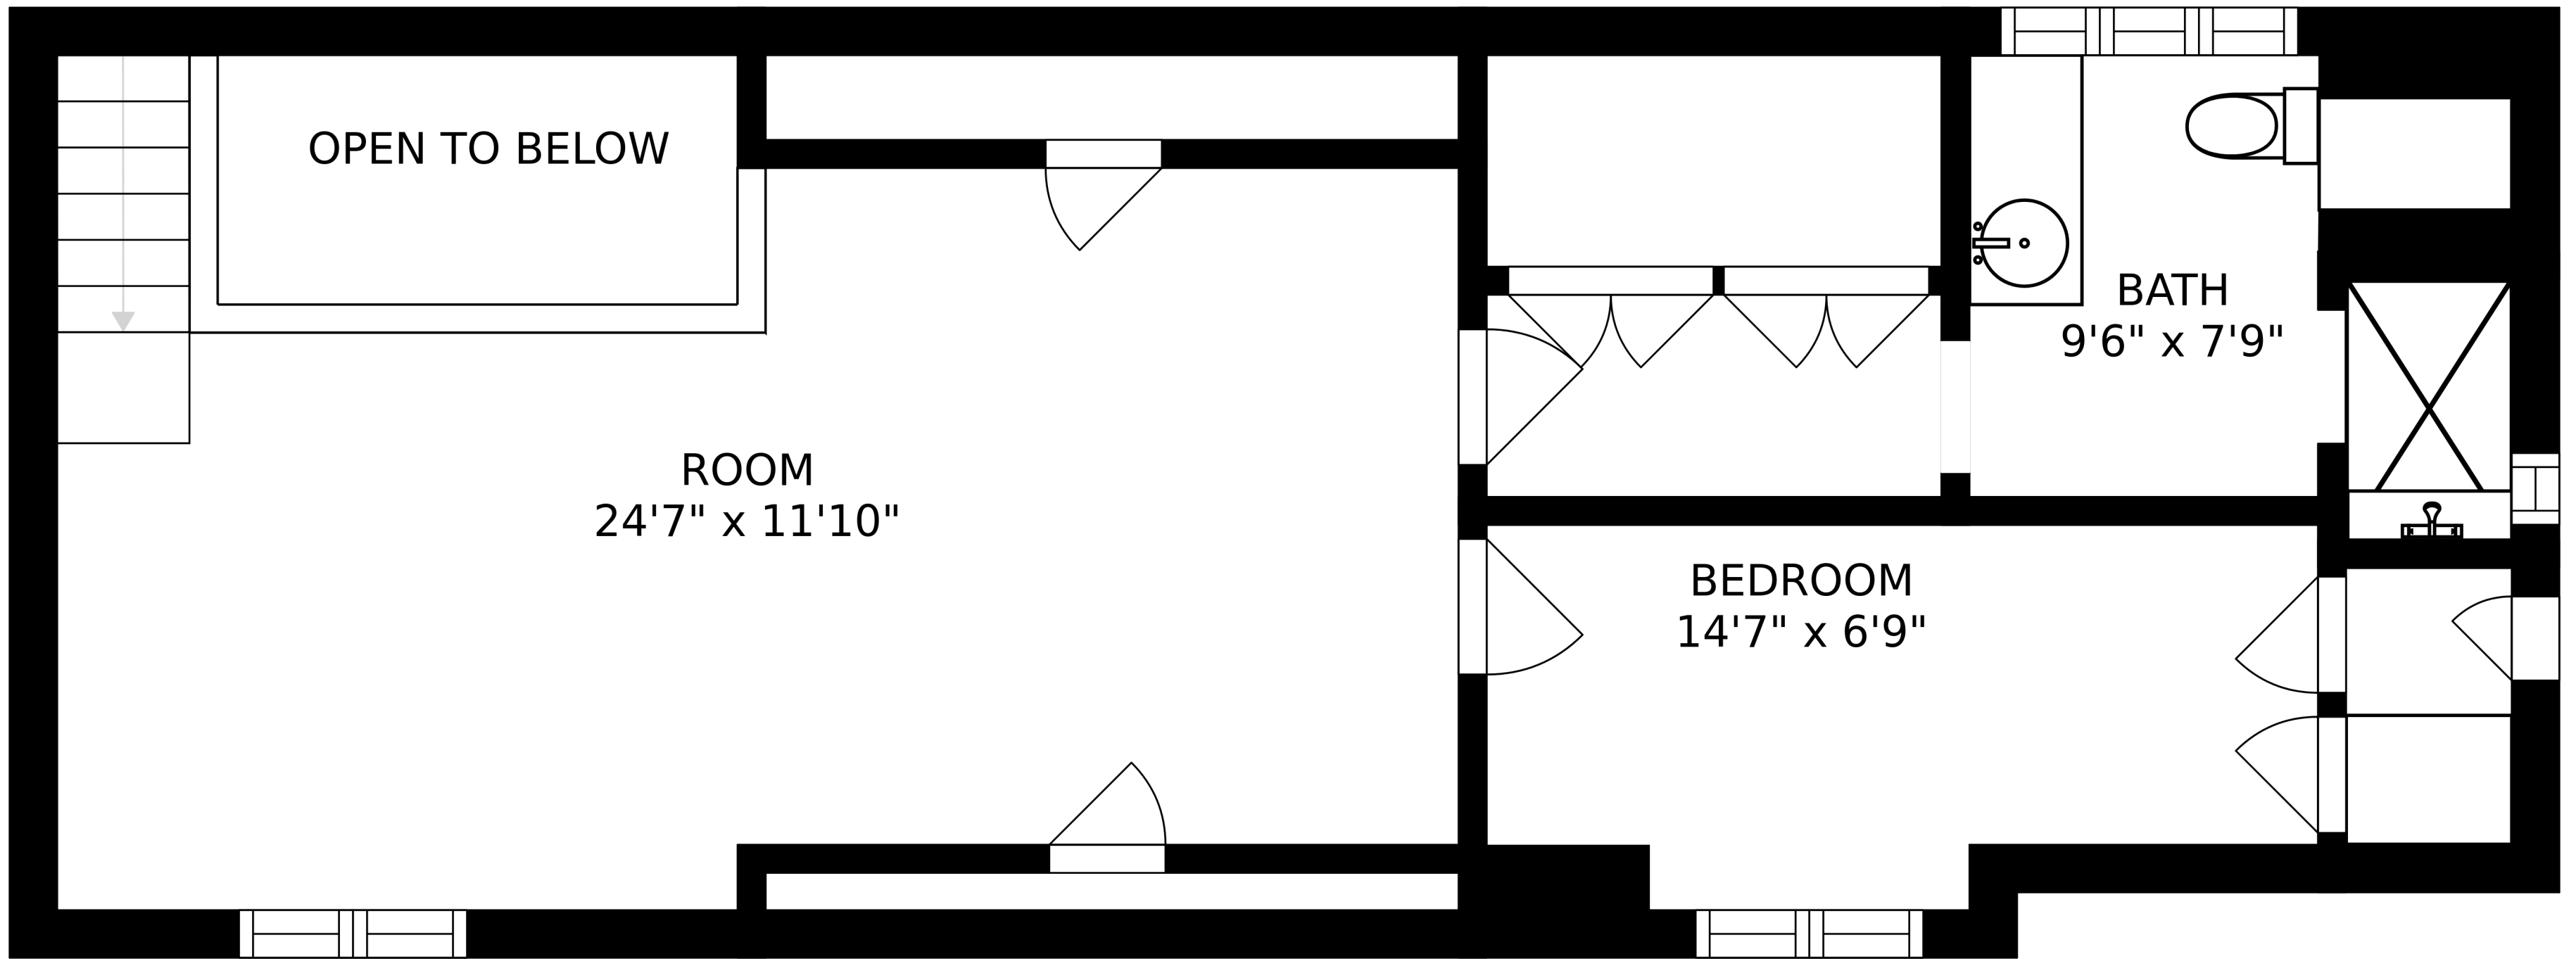 OPEN TO BELOW
ROOM
24'7" x 11'10"
BATH
9'6" x 7'9"
BEDROOM
14'7" x 6'9"